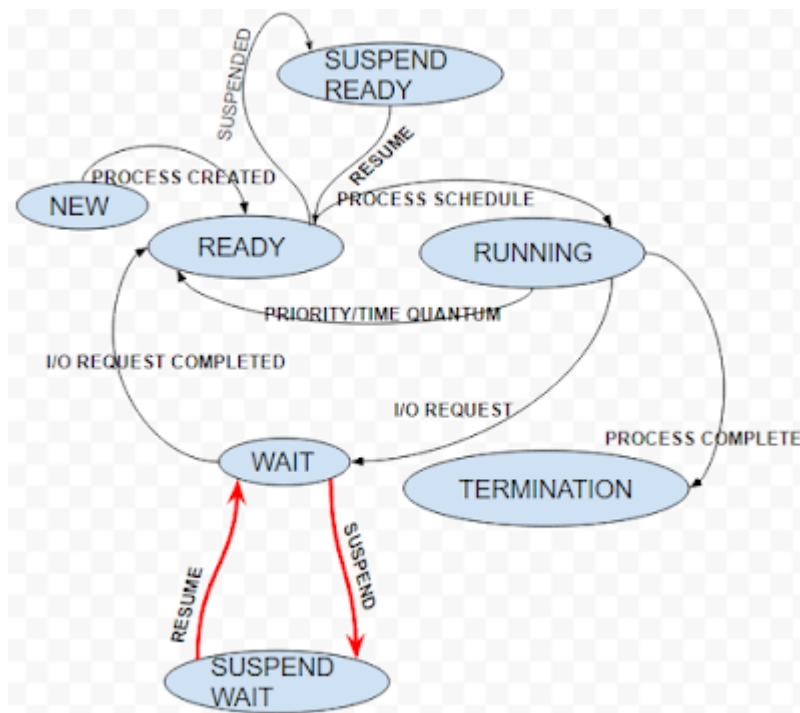 SUSPENDED
SUSPEND
READY
RESUME
PROCESS CREATED
NEW
PROCESS SCHEDULE
READY
RUNNING
PRIORITY/TIME QUANTUM
I/O REQUEST COMPLETED
I/O REQUEST
PROCESS COMPLETE
WAIT
TERMINATION
RESUME
SUSPEND
SUSPEND
WAIT